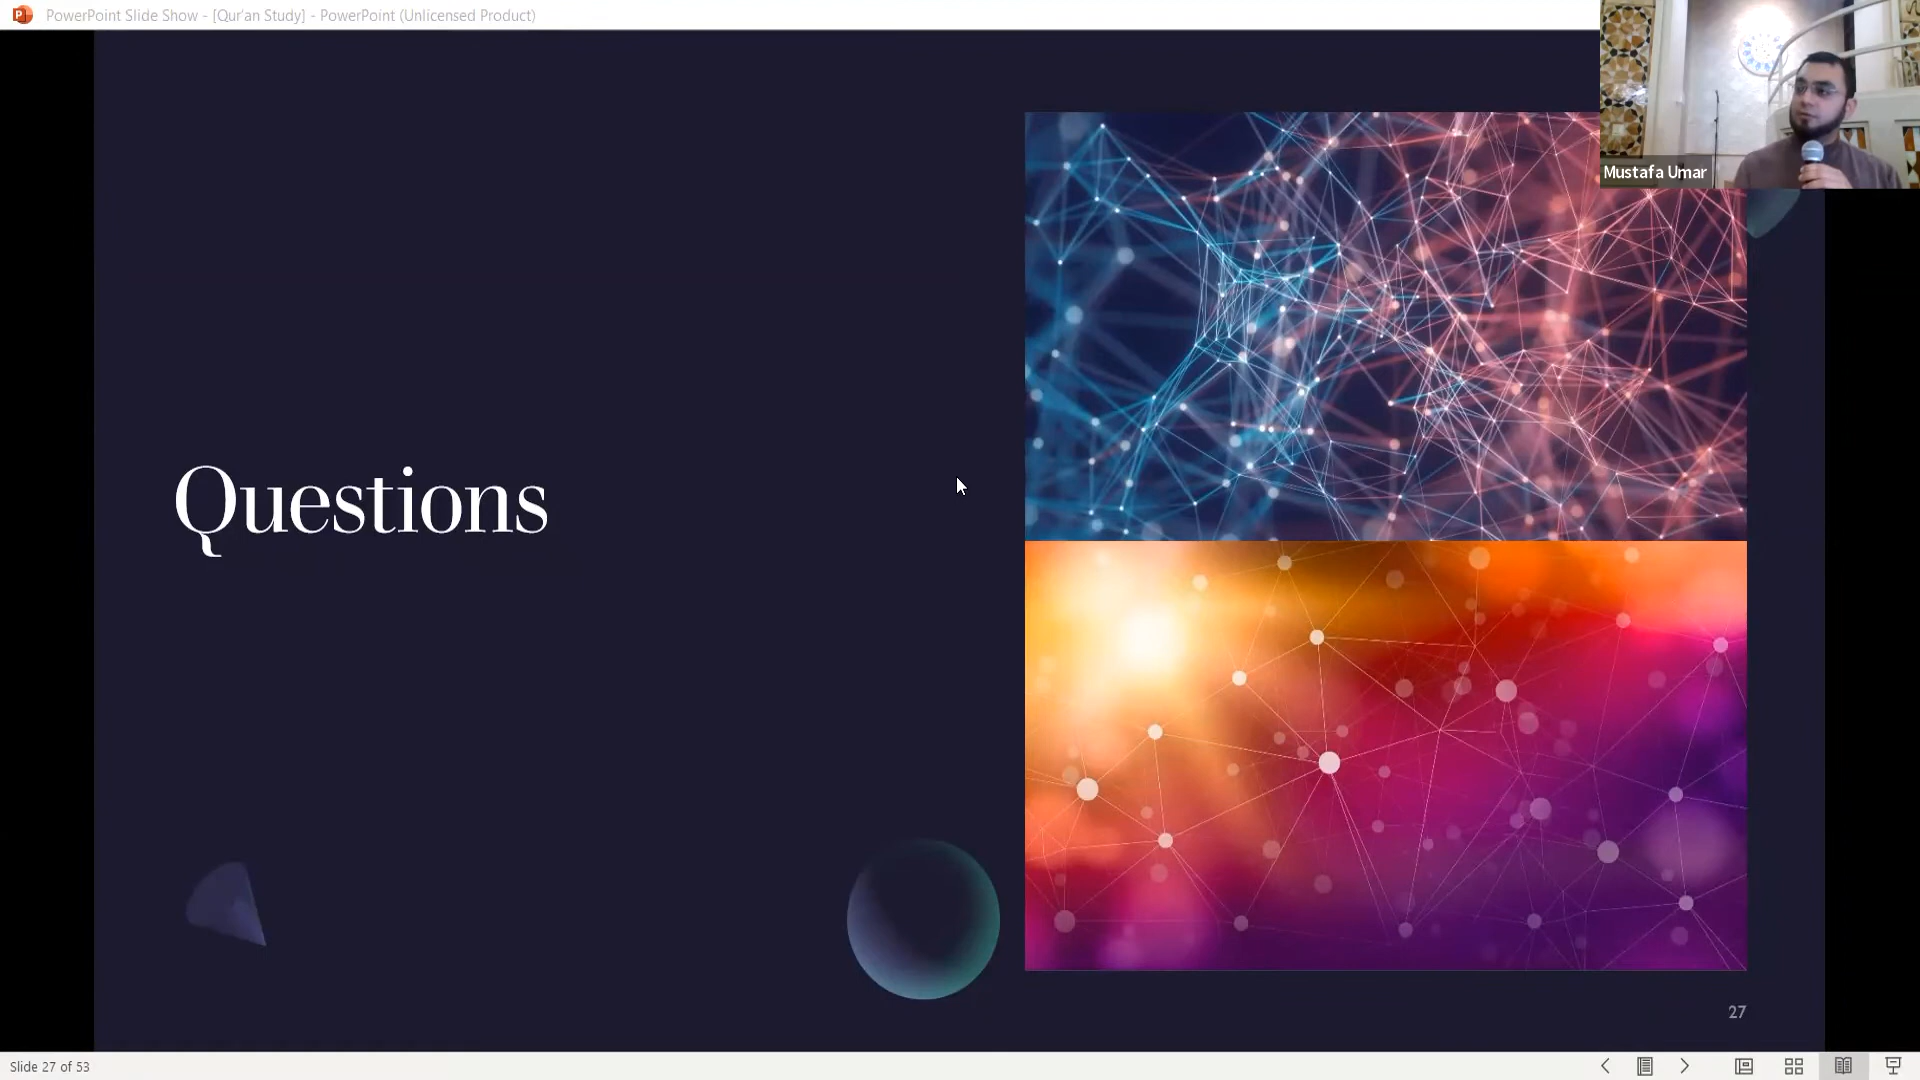 PowerPoint Slide Show - [Qur'an Study] - PowerPoint (Unlicensed Product)
Mustafa Umar
Questions
27
Slide 27 of 53